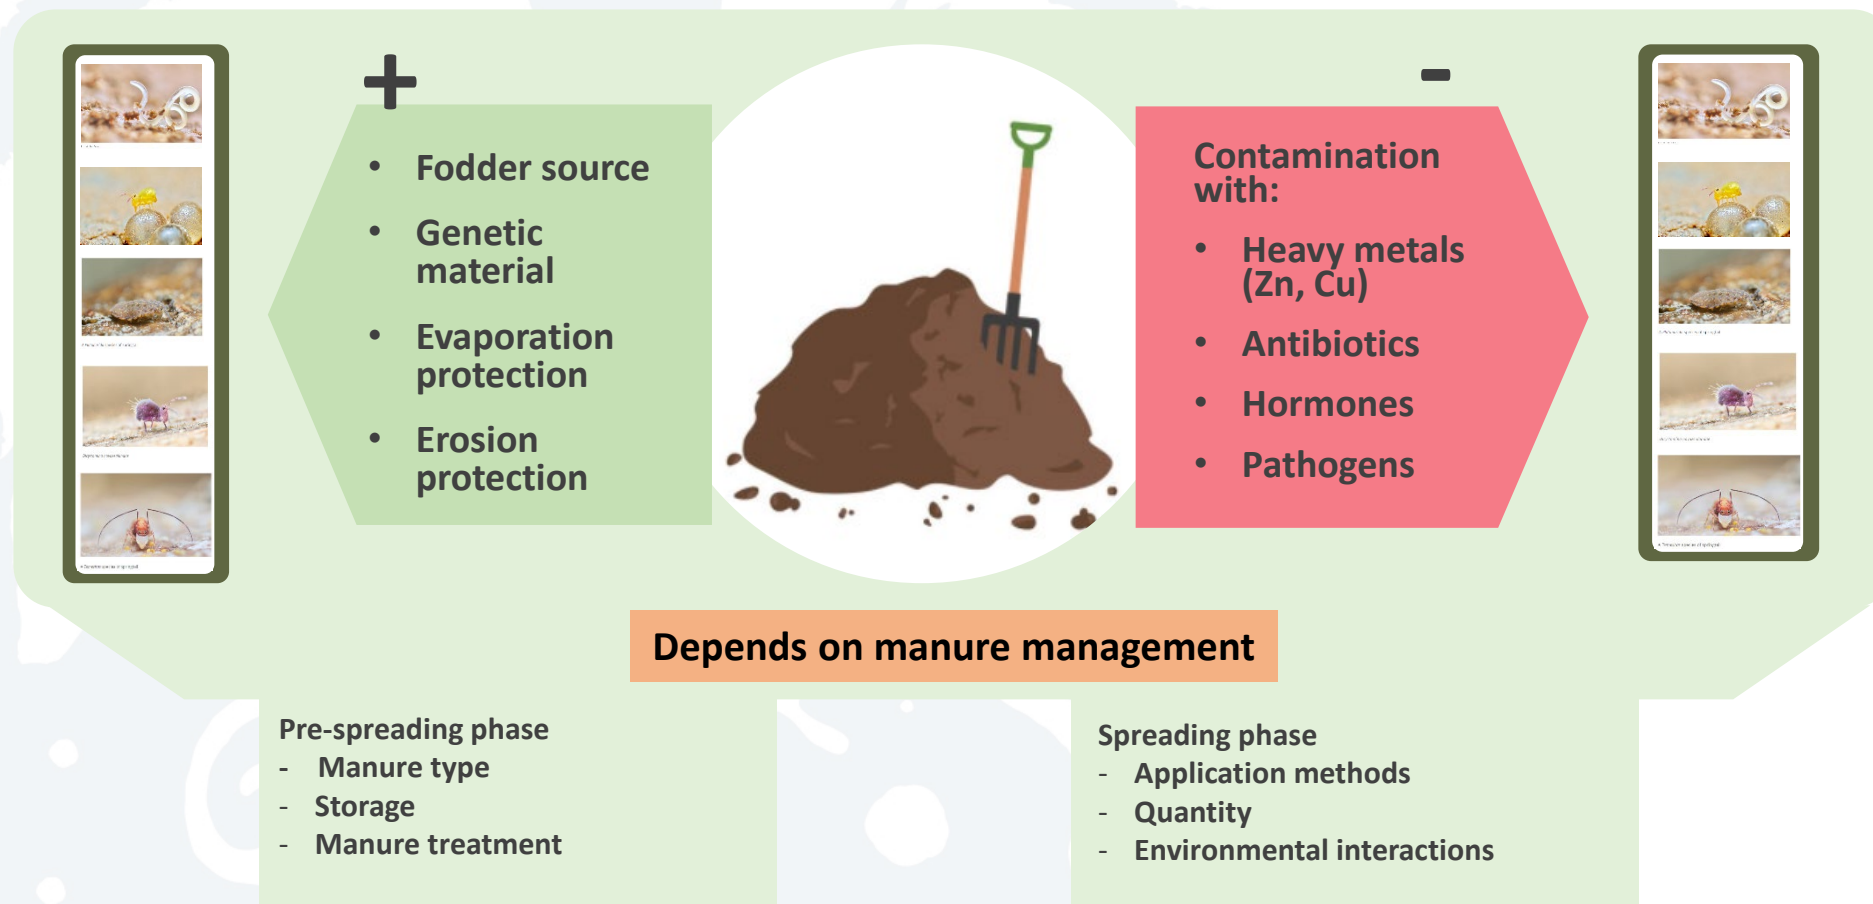 +
• Fodder source
• Genetic
material
• Evaporation
protection
• Erosion
protection
-
Contamination
with:
• Heavy metals
(Zn, Cu)
• Antibiotics
• Hormones
• Pathogens
Depends on manure management
Pre-spreading phase
- Manure type
- Storage
- Manure treatment
Spreading phase
- Application methods
- Quantity
- Environmental interactions